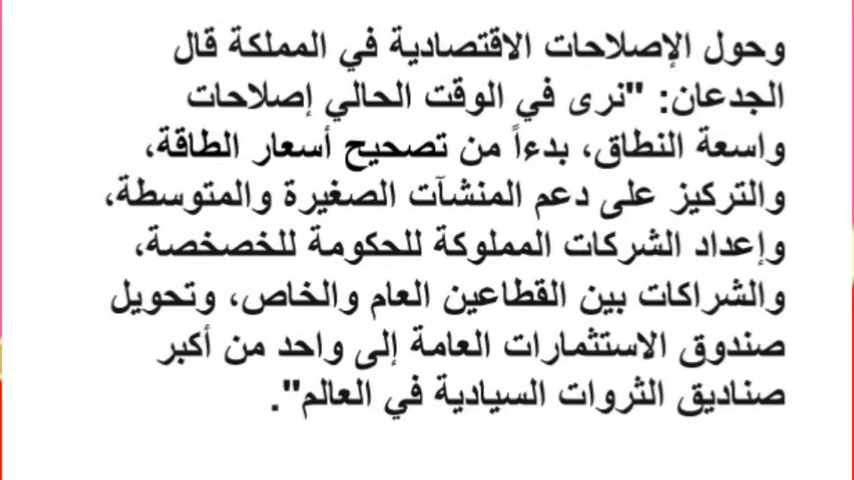 وحول الإصلاحات الاقتصادية في المملكة قال
الجدعان: "نرى في الوقت الحالي إصلاحات
واسعة النطاق، بدءاً من تصحيح أسعار الطاقة،
والتركيز على دعم المنشآت الصغيرة والمتوسطة،
وإعداد الشركات المملوكة للحكومة للخصخصة،
والشراكات بين القطاعين العام والخاص، وتحويل
صندوق الاستثمارات العامة إلى واحد من أكبر
صناديق الثروات السيادية في العالم".